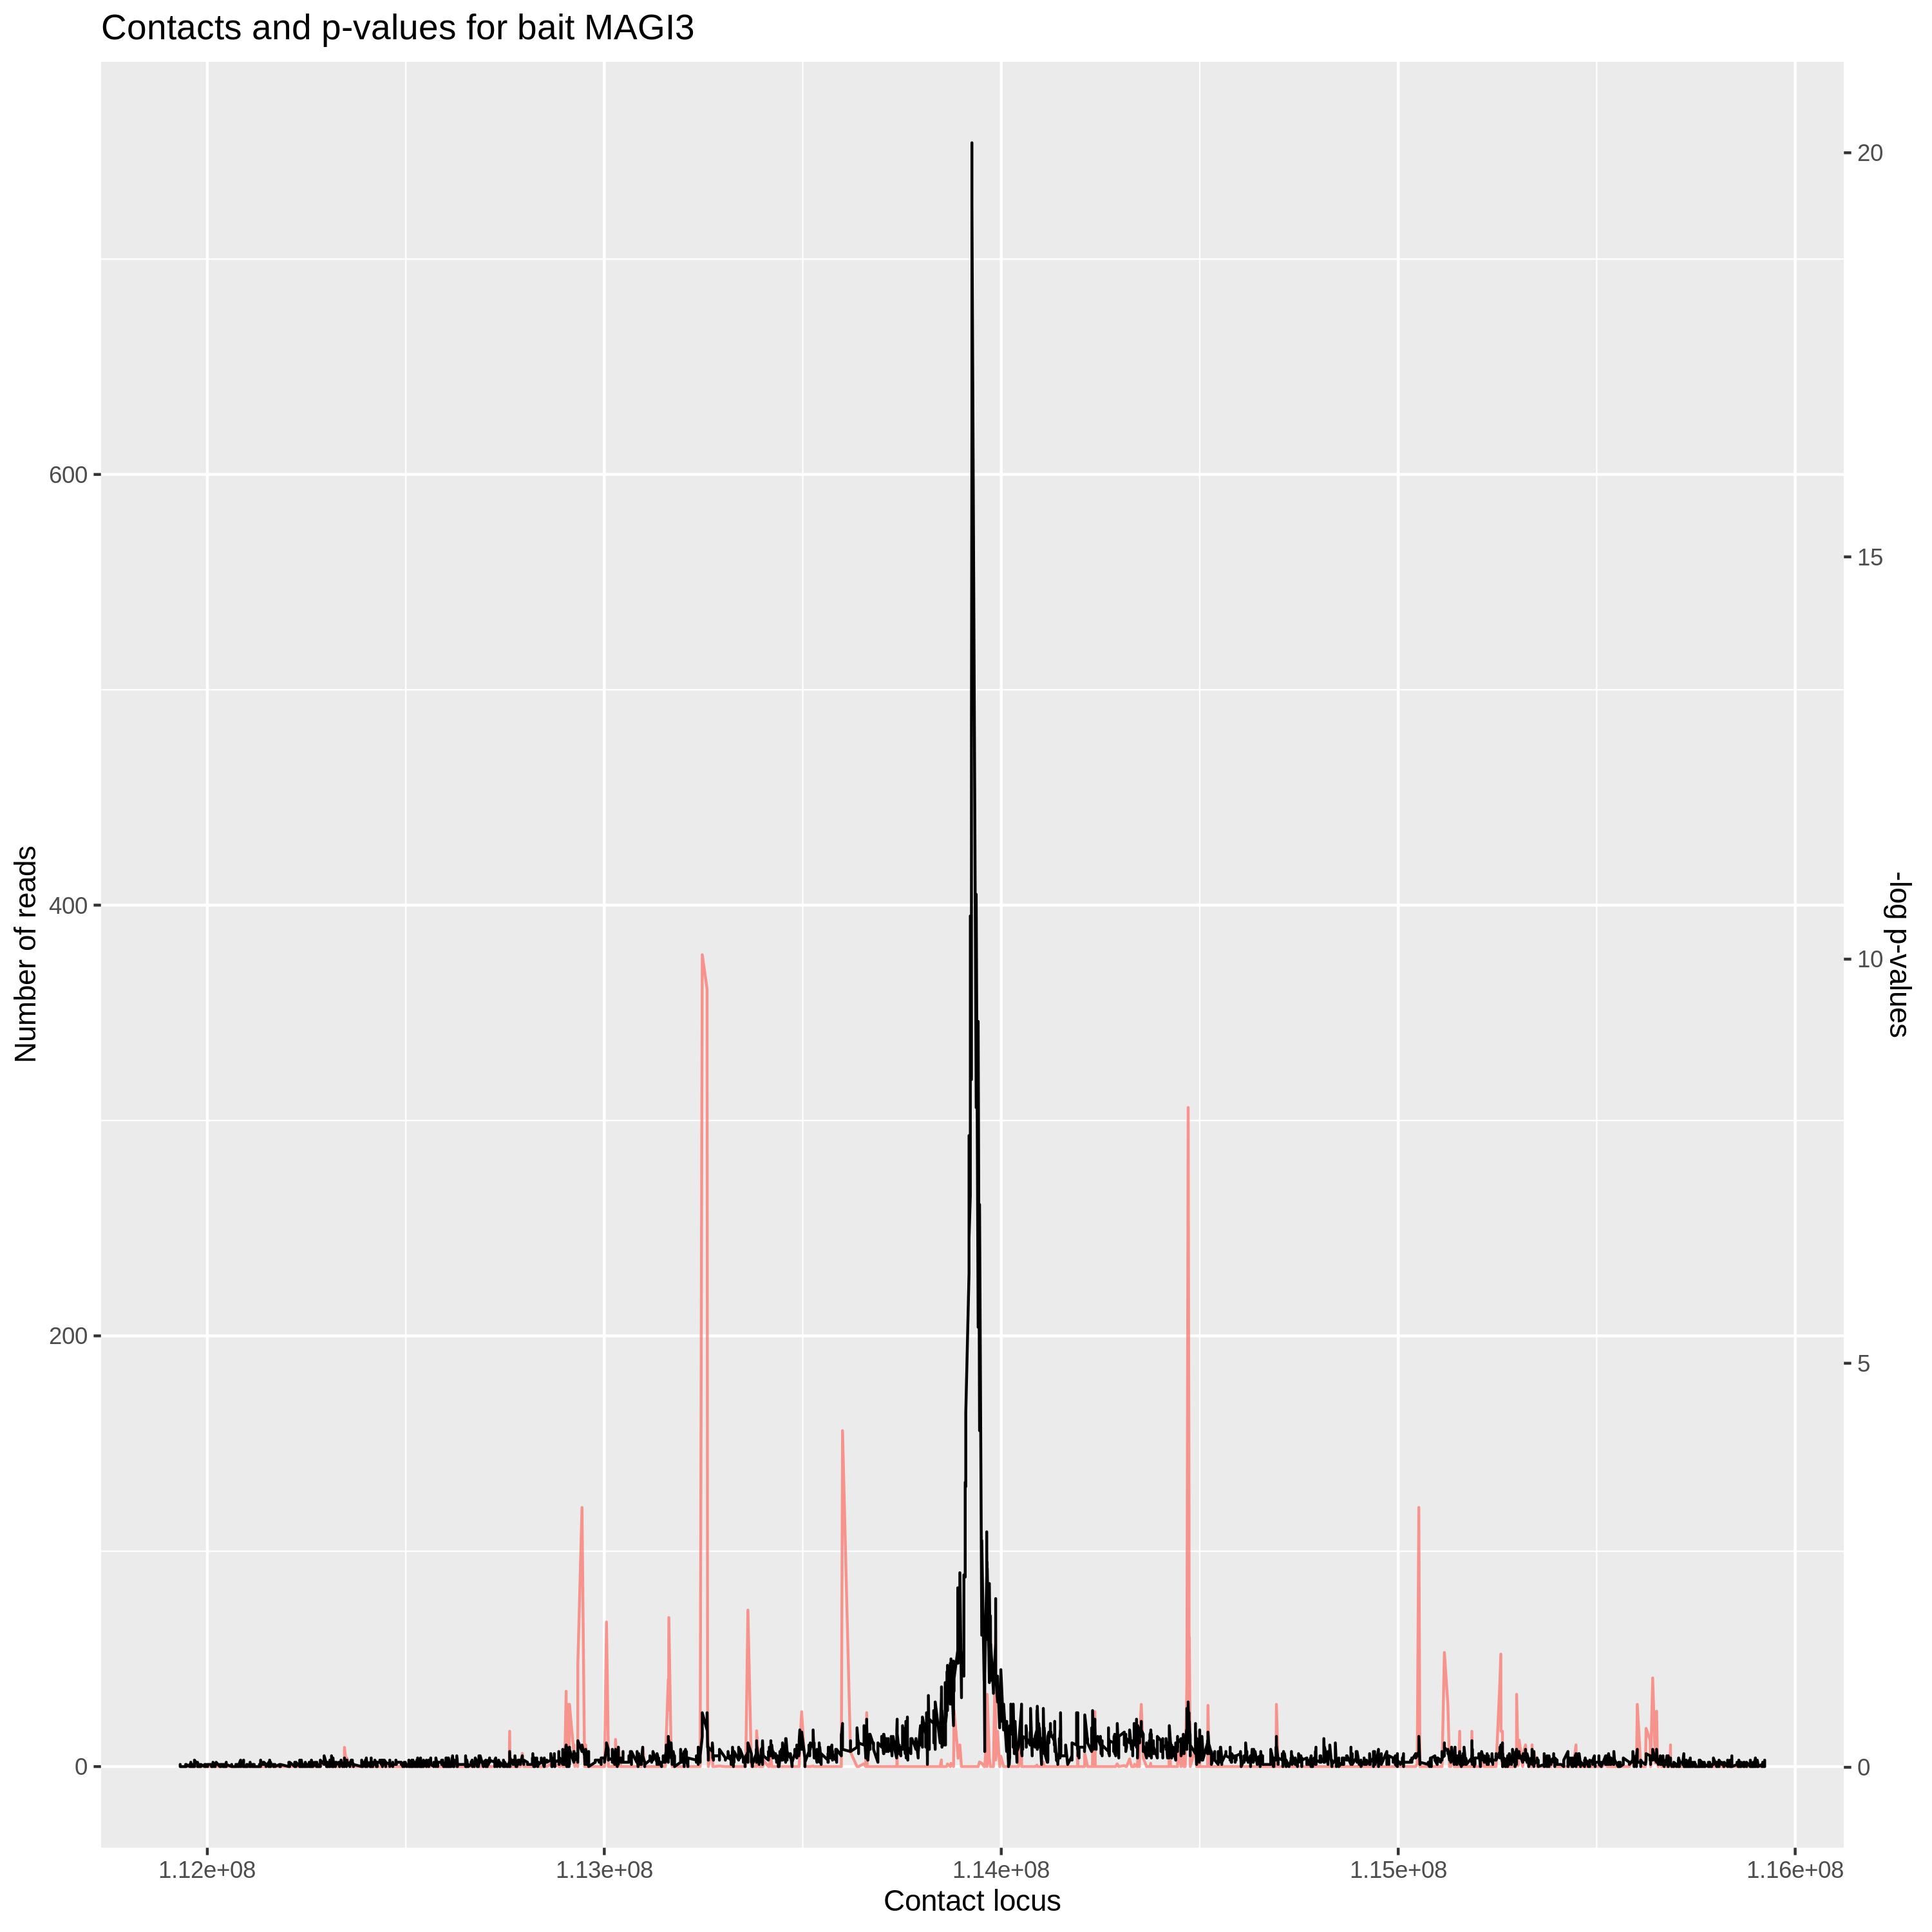 Contacts and p-values for bait MAGI3
20
600
15
400
10
Number of reads
-log p-values
200
5
0
0
1.12e+08
1.13e+08
1.14e+08
1.15e+08
1.16e+08
Contact locus